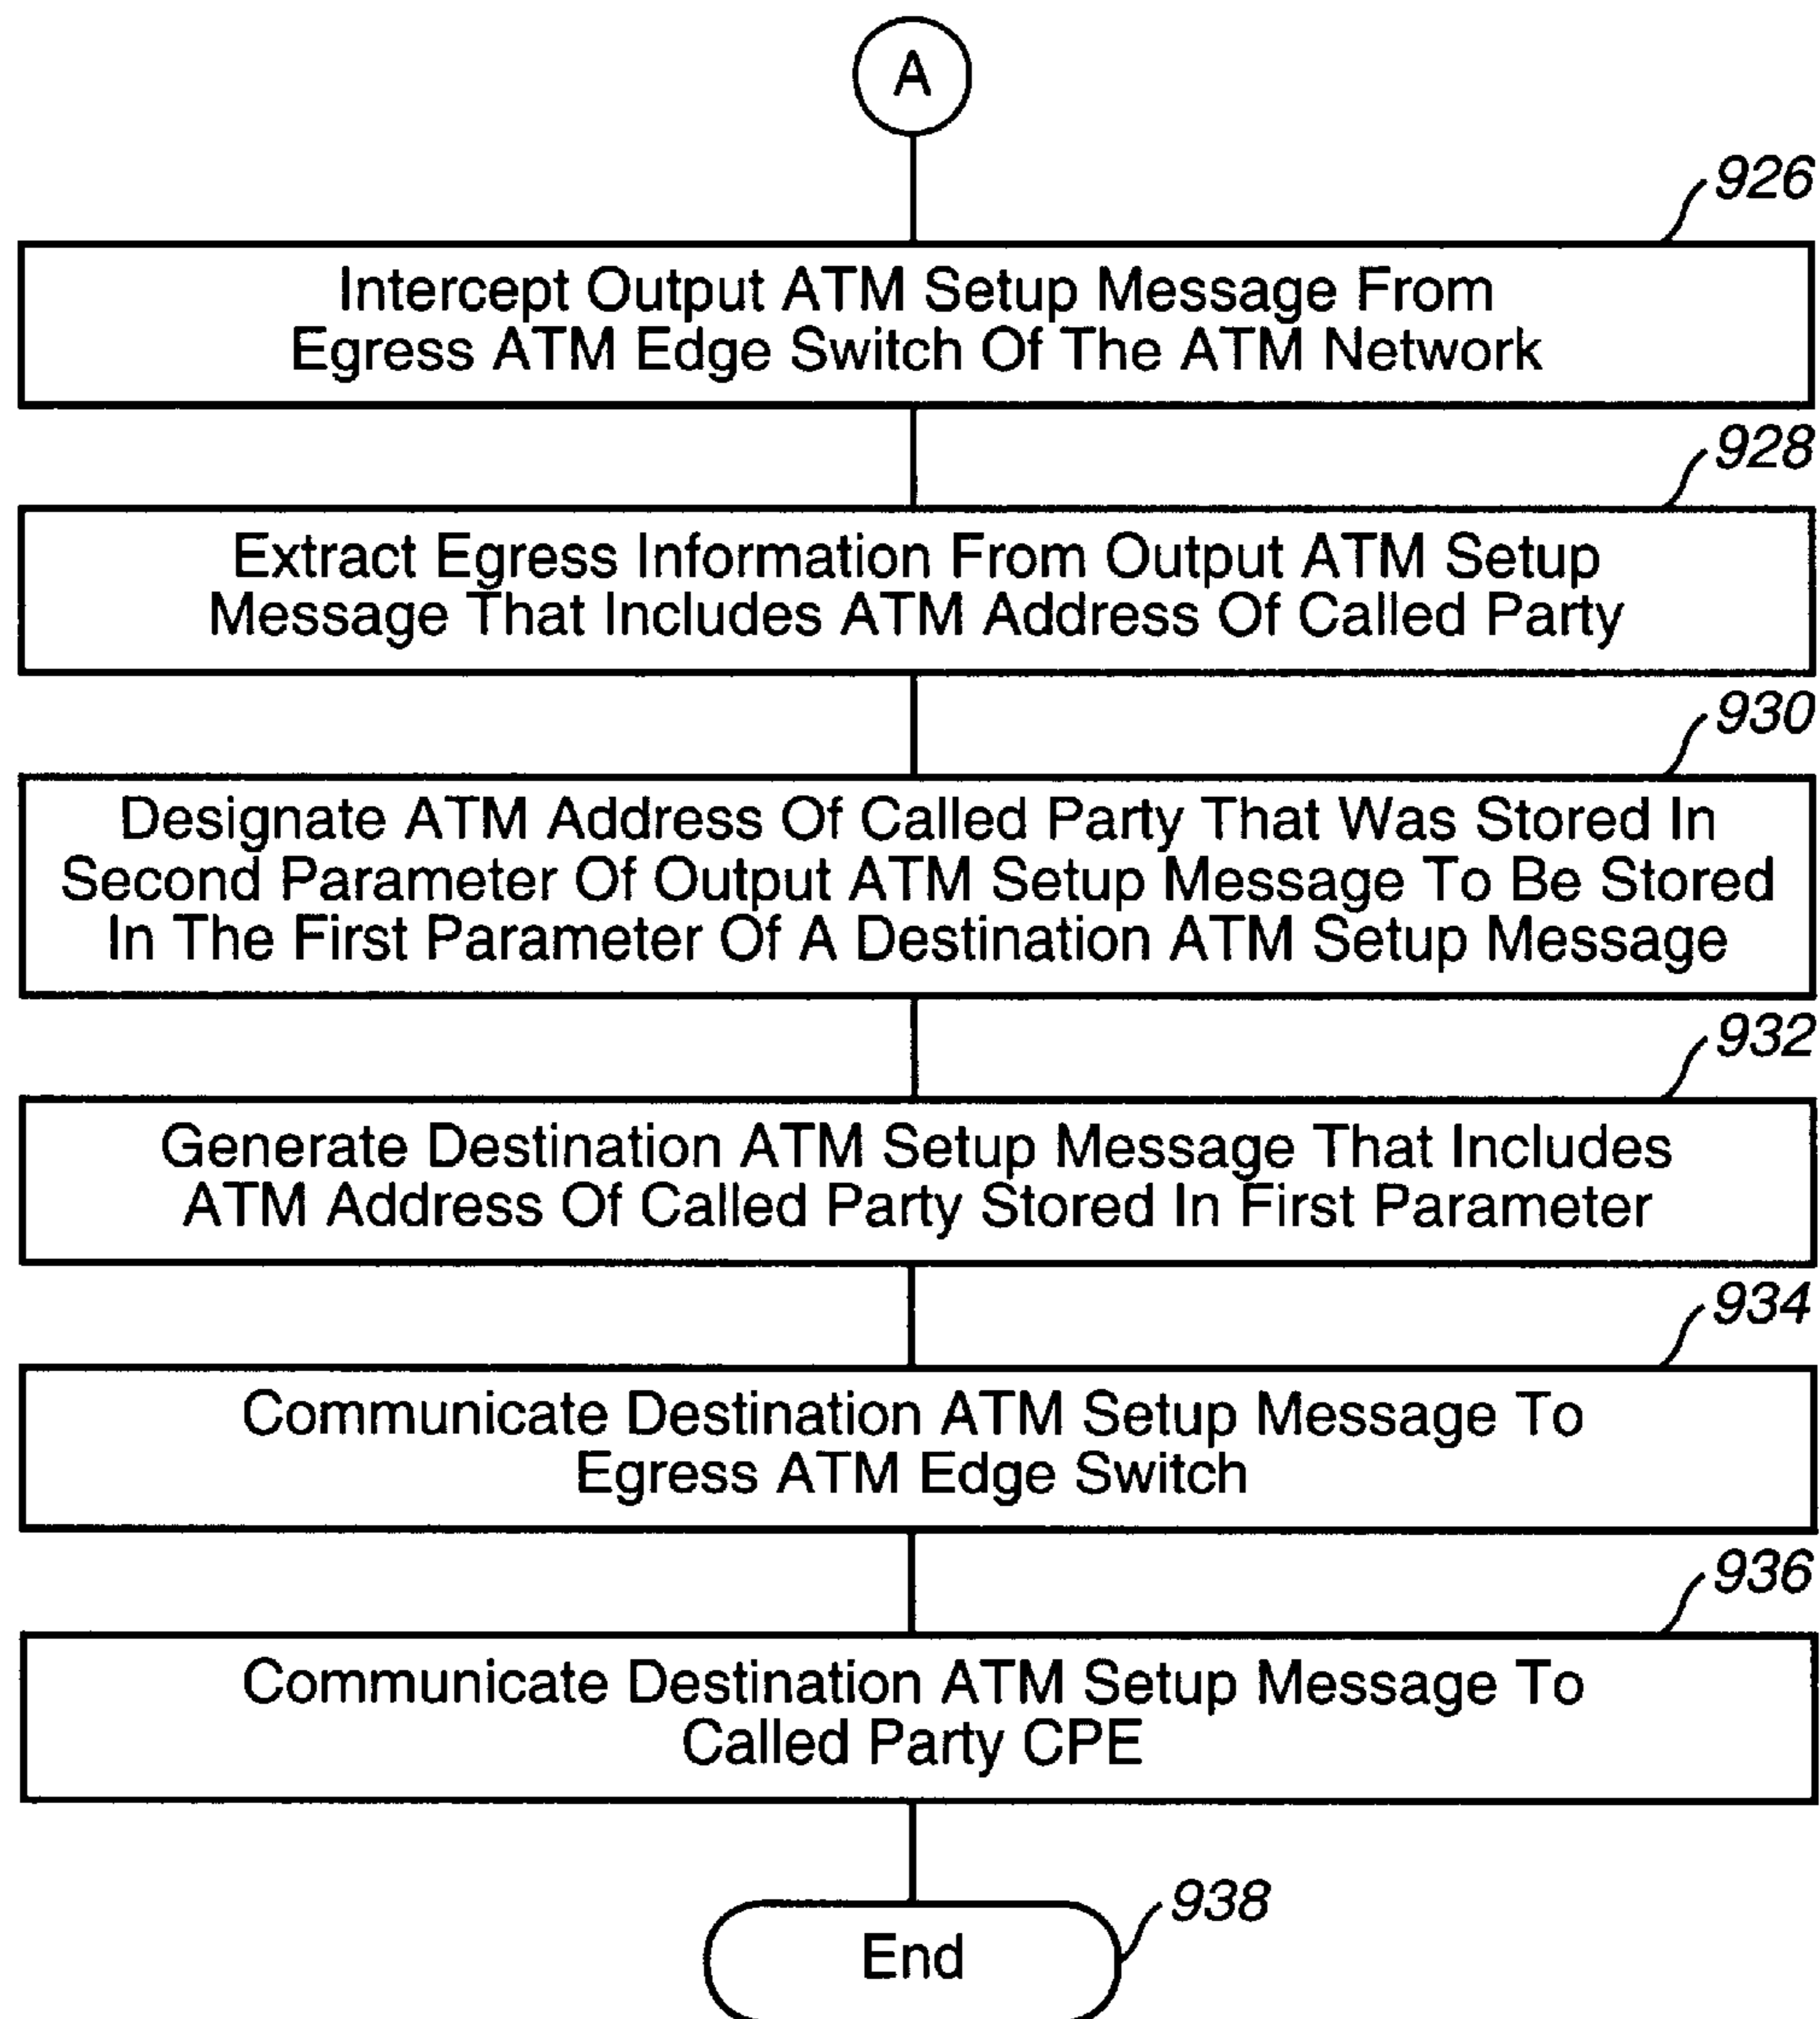 A
926
Intercept Output ATM Setup Message From
Egress ATM Edge Switch Of The ATM Network
928
Extract Egress Information From Output ATM Setup
Message That Includes ATM Address Of Called Party
930
Designate ATM Address Of Called Party That Was Stored In
Second Parameter Of Output ATM Setup Message To Be Stored
In The First Parameter Of A Destination ATM Setup Message
932
Generate Destination ATM Setup Message That Includes
ATM Address Of Called Party Stored In First Parameter
934
Communicate Destination ATM Setup Message To
Egress ATM Edge Switch
936
Communicate Destination ATM Setup Message To
Called Party CPE
938
End